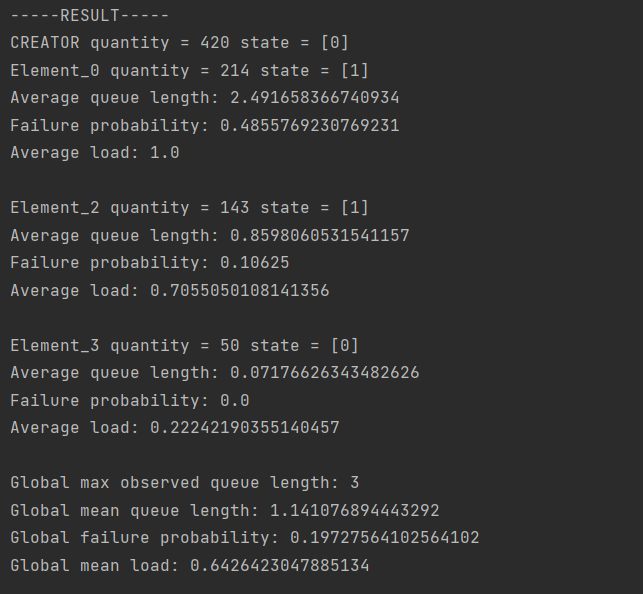 -----RESULT-----
CREATOR quantity = 420 state = [0]
Element_0 quantity = 214 state = [1]
Average queue length: 2.491658366740934
Failure probability: 0.4855769230769231
Average load: 1.0
Element_2 quantity = 143 state = [1]
Average queue length: 0.8598060531541157
Failure probability: 0.10625
Average load: 0.7055050108141356
Element_3 quantity = 50 state = [0]
Average queue length: 0.07176626343482626
Failure probability: 0.0
Average load: 0.22242190355140457
Global max observed queue length: 3
Global mean queue length: 1.141076894443292
Global failure probability: 0.19727564102564102
Global mean load: 0.6426423047885134